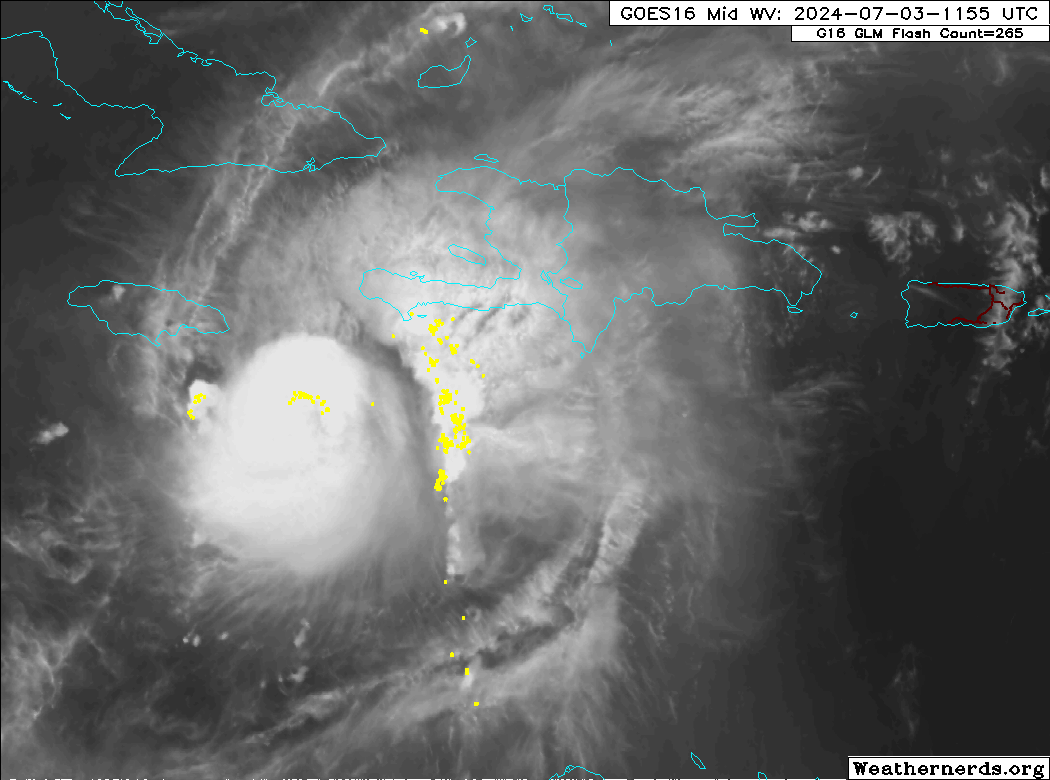 GOES16 Mid WV: 2024-07-03-1155 UTC
G16 GLM Flash Count=265
Weathernerds.org